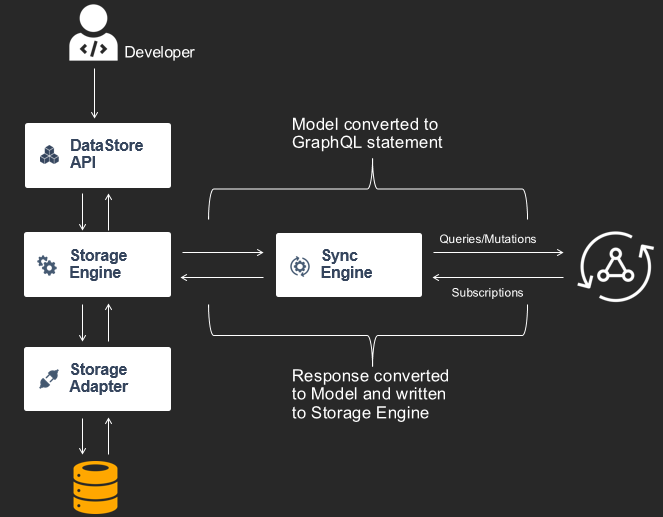 Developer
DataStore
API
Model converted to
GraphQL statement
Storage
Engine
Sync
Engine
Queries/Mutations
Subscriptions
Storage
Adapter
Response converted
to Model and written
to Storage Engine